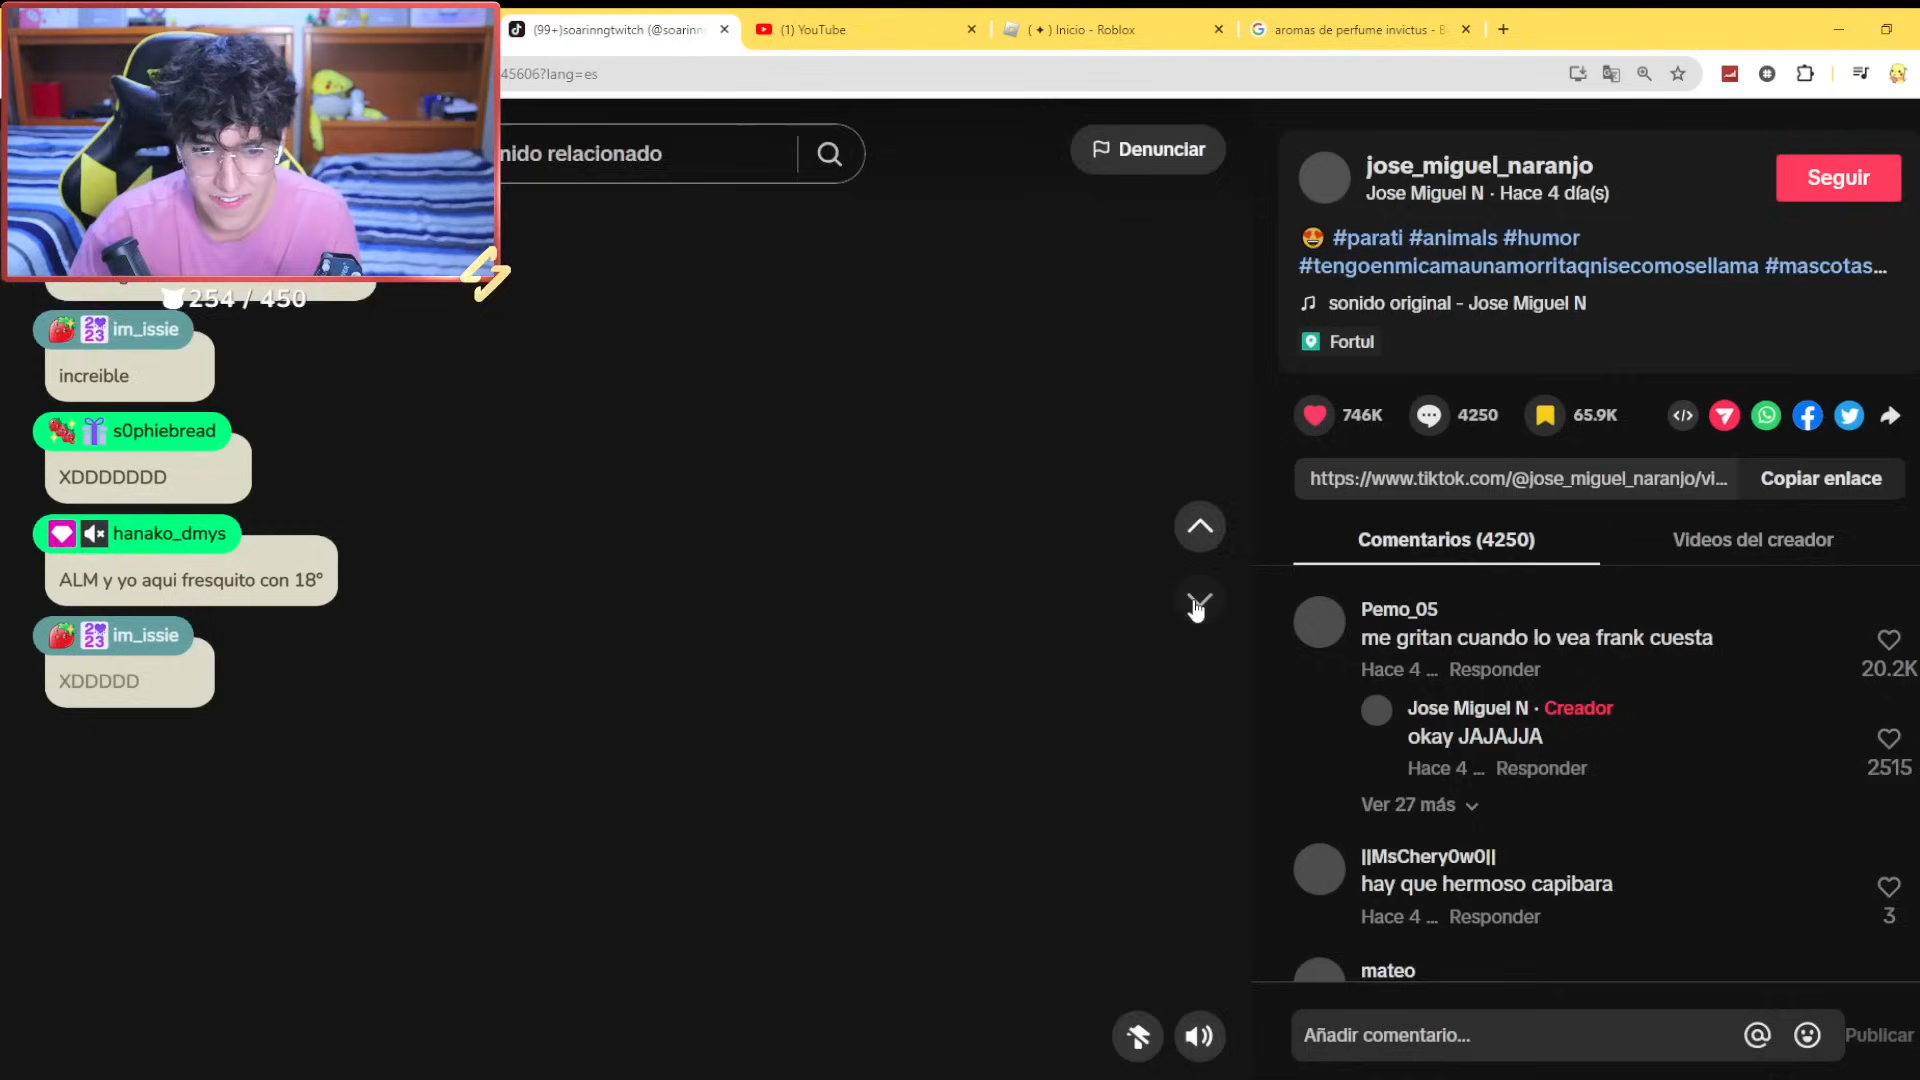 (99+)soarinngtwitch (@soarinn
(1) YouTube
( ✦ ) Inicio - Roblox
aromas de perfume invictus - B
45606?lang=es
nido relacionado
Denunciar
254 / 450
im_issie
increible
s0phiebread
XDDDDDDD
hanako_dmys
ALM y yo aqui fresquito con 18°
im_issie
XDDDDD
jose_miguel_naranjo
Jose Miguel N · Hace 4 día(s)
Seguir
😍 #parati #animals #humor
#tengoenmicamaunamorritaqnisecomosellama #mascotas...
sonido original - Jose Miguel N
Fortul
746K
4250
65.9K
https://www.tiktok.com/@jose_miguel_naranjo/vi...
Copiar enlace
Comentarios (4250)
Videos del creador
Pemo_05
me gritan cuando lo vea frank cuesta
Hace 4 ... Responder
20.2K
Jose Miguel N · Creador
okay JAJAJJA
Hace 4 ... Responder
2515
Ver 27 más
||MsChery0w0||
hay que hermoso capibara
Hace 4 ... Responder
3
mateo
Añadir comentario...
Publicar